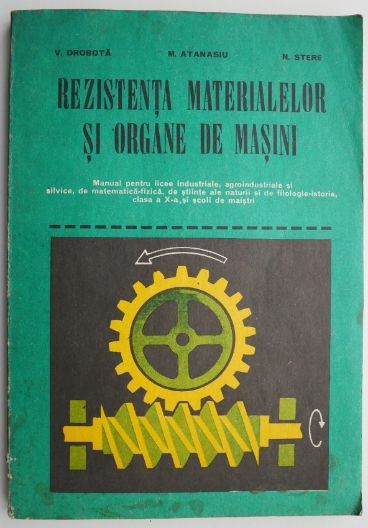 V. DROBOTĂ M. ATANASIU N. STERE
REZISTENȚA MATERIALELOR
ȘI ORGANE DE MAȘINI
Manual pentru licee industriale, agroindustriale și
silvice, de matematică-fizică, de științe ale naturii și de filologie-istorie,
clasa a X-a, și școli de maiștri